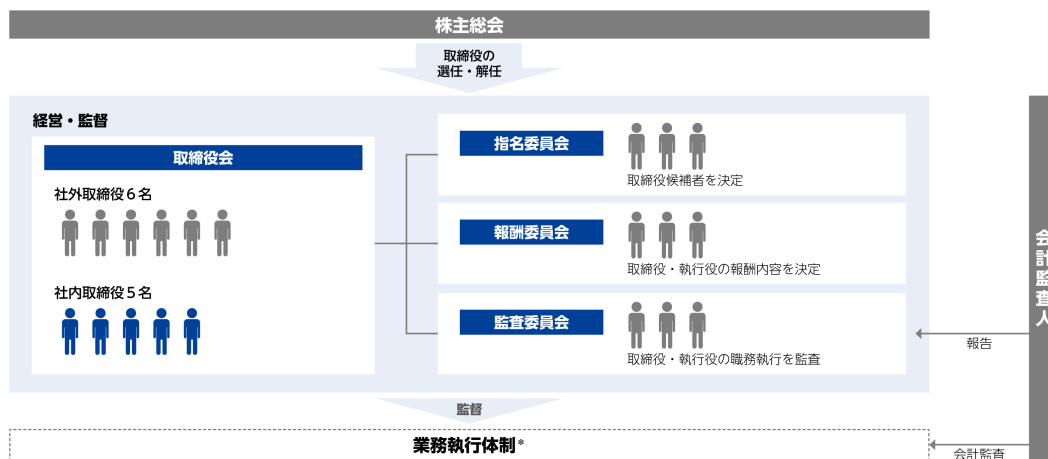 株主総会
取締役の
選任・解任
経営・監督
取締役会
社外取締役6名
社内取締役5名
指名委員会
取締役候補者を決定
報酬委員会
取締役・執行役の報酬内容を決定
監査委員会
取締役・執行役の職務執行を監査
会計監査人
報告
監督
業務執行体制*
会計監査